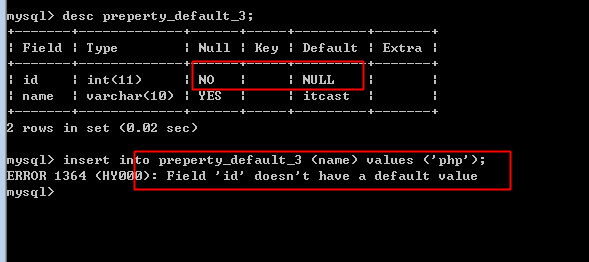 mysql> desc preperty_default_3;
+-------+-------------+------+-----+---------+-------+
| Field | Type        | Null | Key | Default | Extra |
+-------+-------------+------+-----+---------+-------+
| id    | int(11)     | NO   |     | NULL    |       |
| name  | varchar(10) | YES  |     | itcast  |       |
+-------+-------------+------+-----+---------+-------+
2 rows in set (0.02 sec)
mysql> insert into preperty_default_3 (name) values ('php');
ERROR 1364 (HY000): Field 'id' doesn't have a default value
mysql>